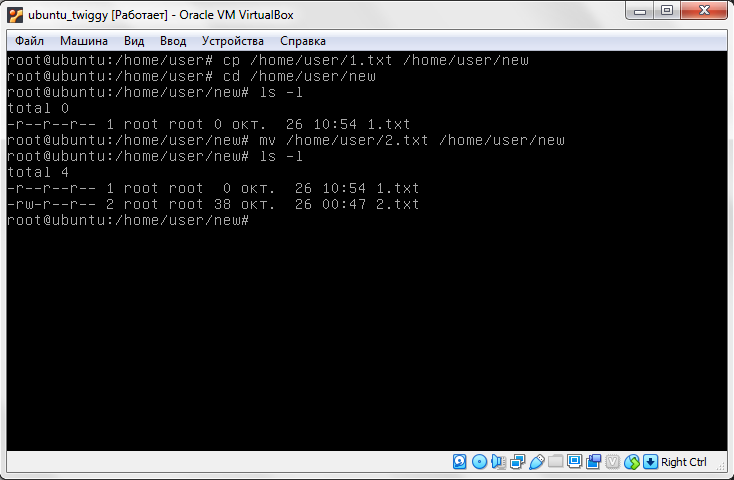 ubuntu_twiggy [Работает] - Oracle VM VirtualBox
Файл Машина Вид Ввод Устройства Справка
root@ubuntu:/home/user# cp /home/user/1.txt /home/user/new
root@ubuntu:/home/user# cd /home/user/new
root@ubuntu:/home/user/new# ls -l
total 0
-r--r--r-- 1 root root 0 окт.  26 10:54 1.txt
root@ubuntu:/home/user/new# mv /home/user/2.txt /home/user/new
root@ubuntu:/home/user/new# ls -l
total 4
-r--r--r-- 1 root root  0 окт.  26 10:54 1.txt
-rw-r--r-- 2 root root 38 окт.  26 00:47 2.txt
root@ubuntu:/home/user/new#
Right Ctrl